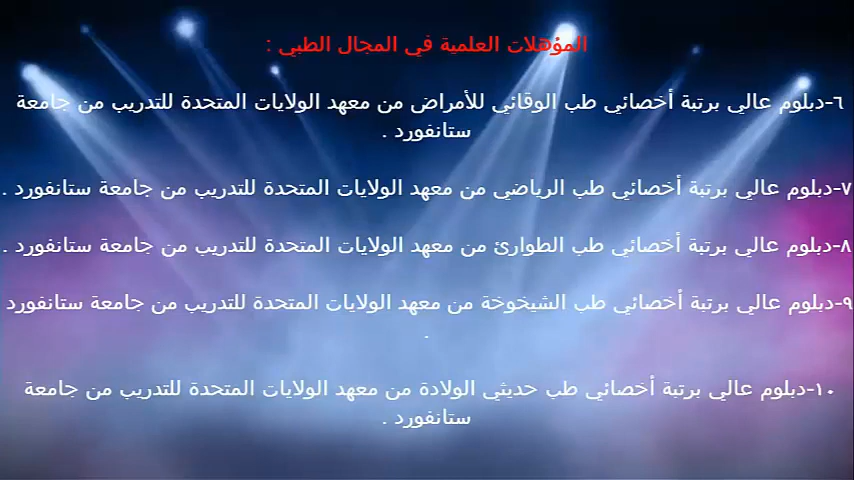 المؤهلات العلمية في المجال الطبي :
٦-دبلوم عالي برتبة أخصائي طب الوقائي للأمراض من معهد الولايات المتحدة للتدريب من جامعة
ستانفورد .
٧-دبلوم عالي برتبة أخصائي طب الرياضي من معهد الولايات المتحدة للتدريب من جامعة ستانفورد .
٨-دبلوم عالي برتبة أخصائي طب الطوارئ من معهد الولايات المتحدة للتدريب من جامعة ستانفورد .
٩-دبلوم عالي برتبة أخصائي طب الشيخوخة من معهد الولايات المتحدة للتدريب من جامعة ستانفورد
.
١٠-دبلوم عالي برتبة أخصائي طب حديثي الولادة من معهد الولايات المتحدة للتدريب من جامعة
ستانفورد .